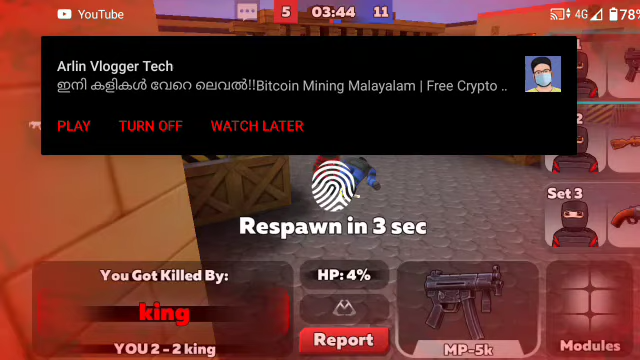 YouTube
5 03:44 11
4G 78%
Arlin Vlogger Tech
ഇനി കളികൾ വേറെ ലെവൽ!!Bitcoin Mining Malayalam | Free Crypto ..
PLAY TURN OFF WATCH LATER
Respawn in 3 sec
Set 3
You Got Killed By:
king
YOU 2 - 2 king
HP: 4%
Report
MP-5k
Modules